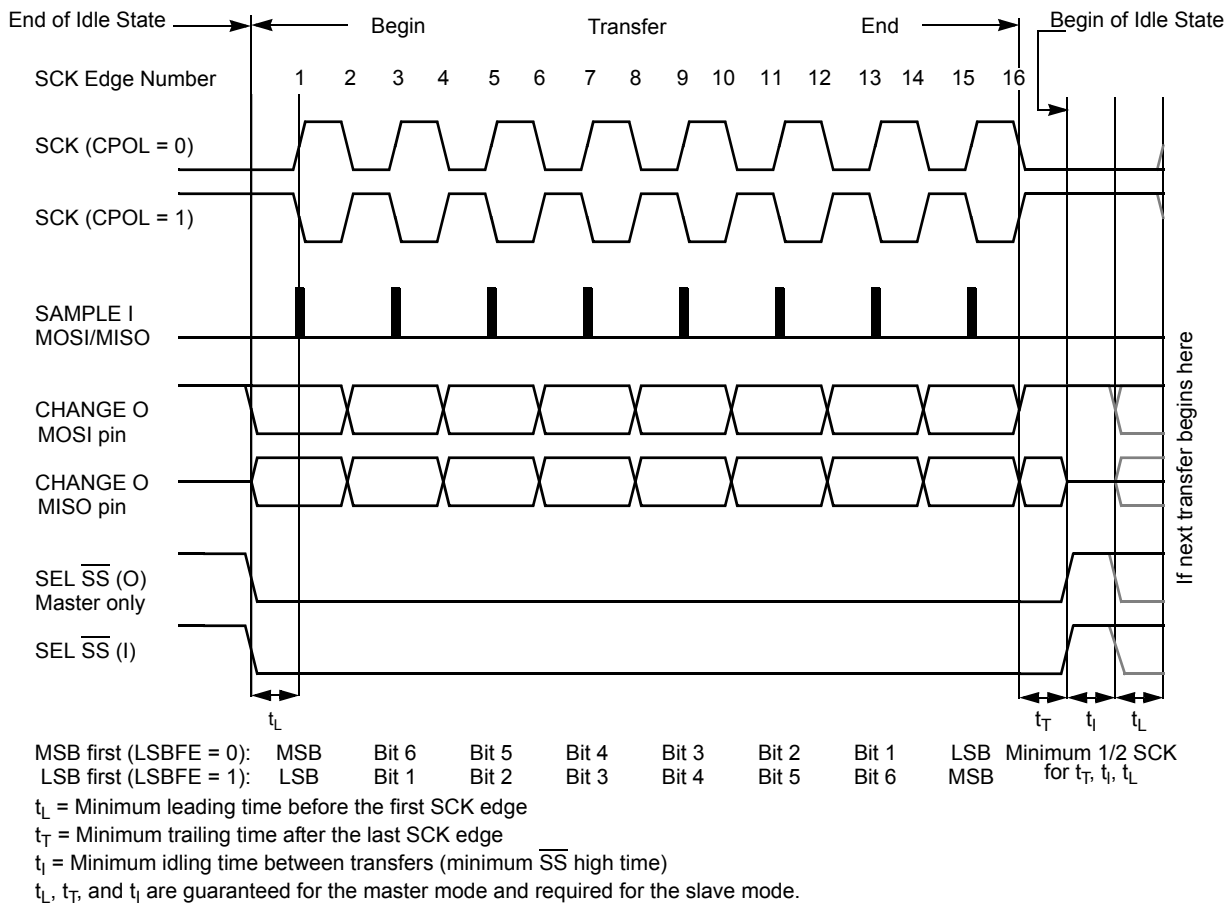 End of Idle State Begin Transfer End Begin of Idle State
SCK Edge Number 1 2 3 4 5 6 7 8 9 10 11 12 13 14 15 16
SCK (CPOL = 0)
SCK (CPOL = 1)
SAMPLE I
MOSI/MISO
CHANGE O
MOSI pin
CHANGE O
MISO pin
SEL SS (O)
Master only
SEL SS (I)
If next transfer begins here
tL tT tI tL
MSB first (LSBFE = 0): MSB Bit 6 Bit 5 Bit 4 Bit 3 Bit 2 Bit 1 LSB Minimum 1/2 SCK
LSB first (LSBFE = 1): LSB Bit 1 Bit 2 Bit 3 Bit 4 Bit 5 Bit 6 MSB for tT, tI, tL
tL = Minimum leading time before the first SCK edge
tT = Minimum trailing time after the last SCK edge
tI = Minimum idling time between transfers (minimum SS high time)
tL, tT, and tI are guaranteed for the master mode and required for the slave mode.